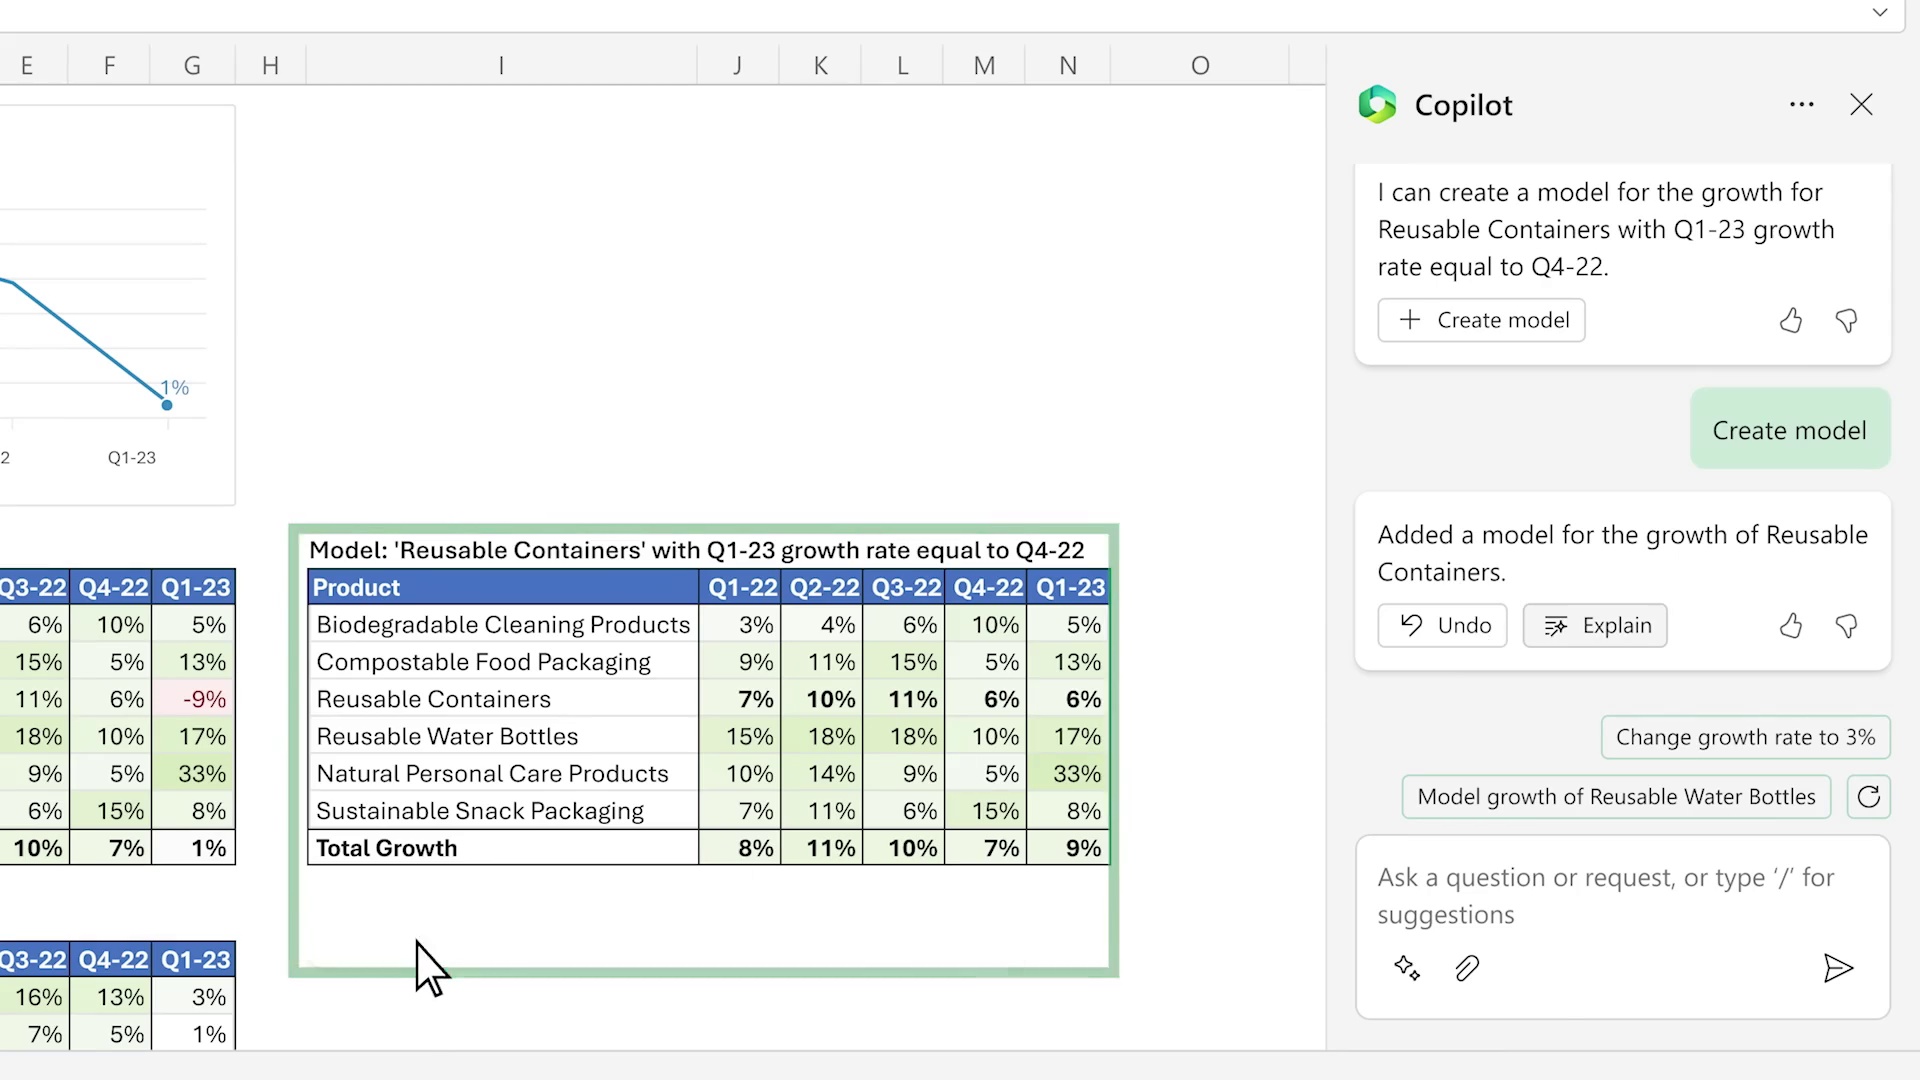 E F G H I J K L M N O
1%
2 Q1-23
Q3-22 Q4-22 Q1-23
6% 10% 5%
15% 5% 13%
11% 6% -9%
18% 10% 17%
9% 5% 33%
6% 15% 8%
10% 7% 1%
Q3-22 Q4-22 Q1-23
16% 13% 3%
7% 5% 1%
Model: 'Reusable Containers' with Q1-23 growth rate equal to Q4-22
Product Q1-22 Q2-22 Q3-22 Q4-22 Q1-23
Biodegradable Cleaning Products 3% 4% 6% 10% 5%
Compostable Food Packaging 9% 11% 15% 5% 13%
Reusable Containers 7% 10% 11% 6% 6%
Reusable Water Bottles 15% 18% 18% 10% 17%
Natural Personal Care Products 10% 14% 9% 5% 33%
Sustainable Snack Packaging 7% 11% 6% 15% 8%
Total Growth 8% 11% 10% 7% 9%
Copilot
I can create a model for the growth for
Reusable Containers with Q1-23 growth
rate equal to Q4-22.
Create model
Create model
Added a model for the growth of Reusable
Containers.
Undo Explain
Change growth rate to 3%
Model growth of Reusable Water Bottles
Ask a question or request, or type ‘/’ for
suggestions